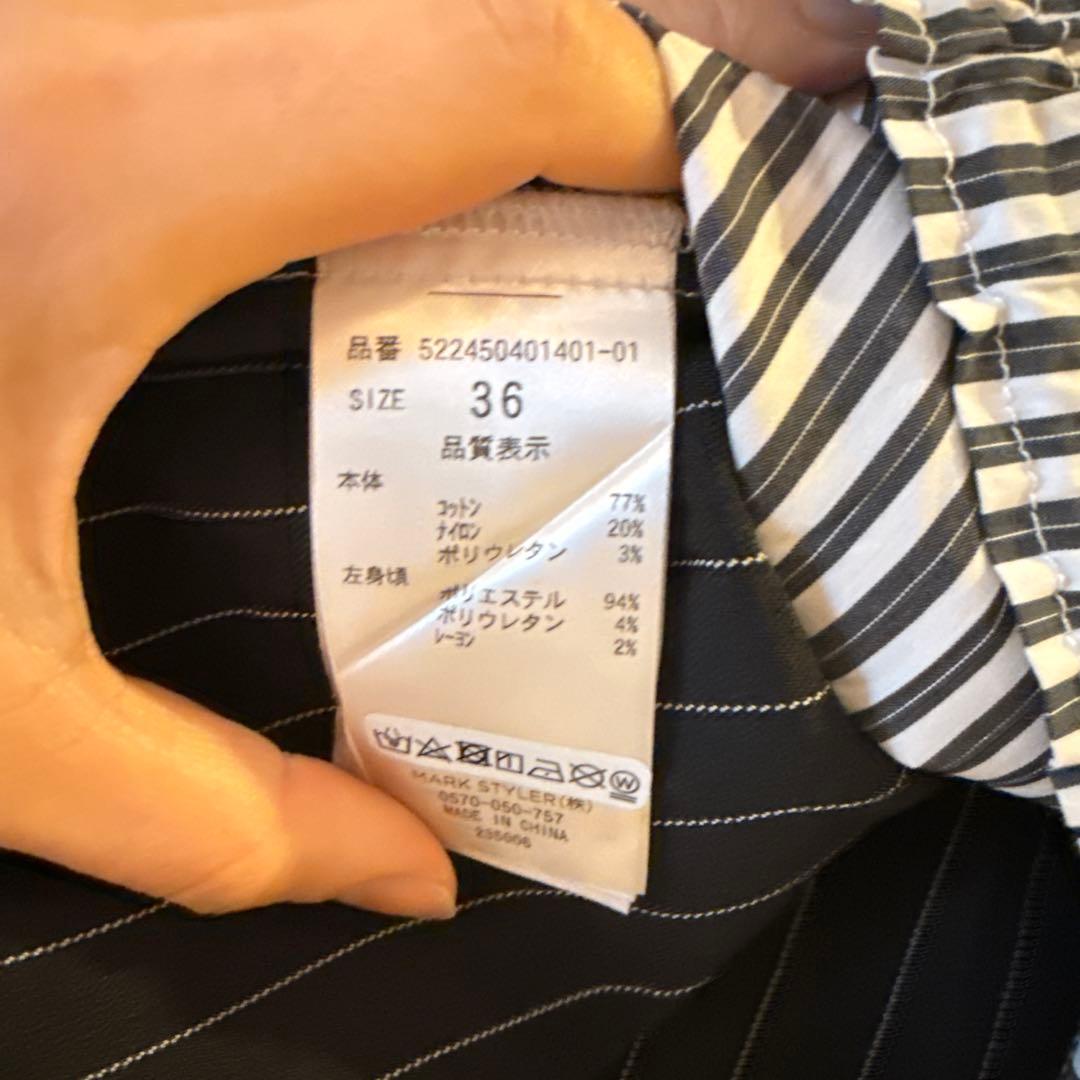 品番 522450401401-01
SIZE 36
品質表示
本体
コットン 77%
ナイロン 20%
ポリウレタン 3%
左身頃
ポリエステル 94%
ポリウレタン 4%
レーヨン 2%
W
MARK STYLER(株)
0570-050-757
MADE IN CHINA